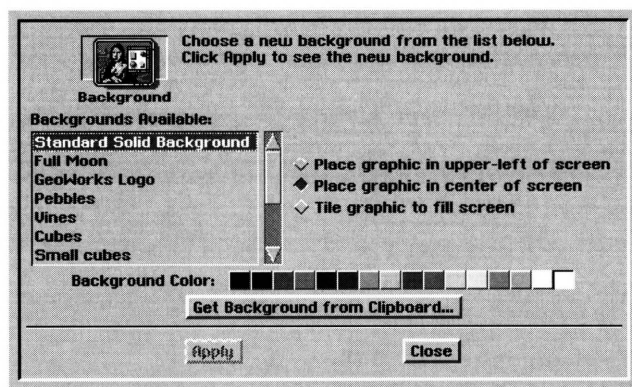 Choose a new background from the list below.
Click Apply to see the new background.
Background
Backgrounds Available:
Standard Solid Background
Full Moon
GeoWorks Logo
Pebbles
Vines
Cubes
Small cubes
Place graphic in upper-left of screen
Place graphic in center of screen
Tile graphic to fill screen
Background Color:
Get Background from Clipboard...
Apply
Close